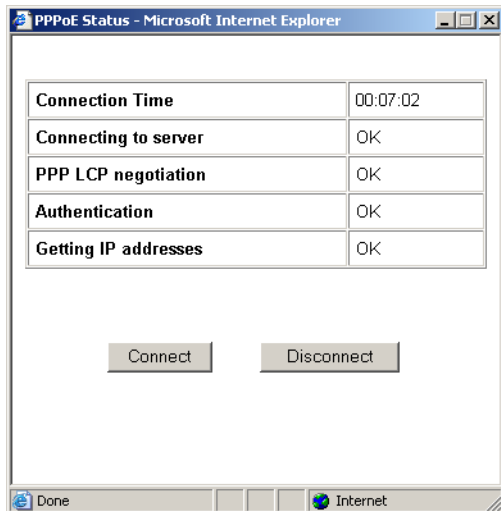 PPPoE Status - Microsoft Internet Explorer
Connection Time 00:07:02
Connecting to server OK
PPP LCP negotiation OK
Authentication OK
Getting IP addresses OK
Connect Disconnect
Done Internet